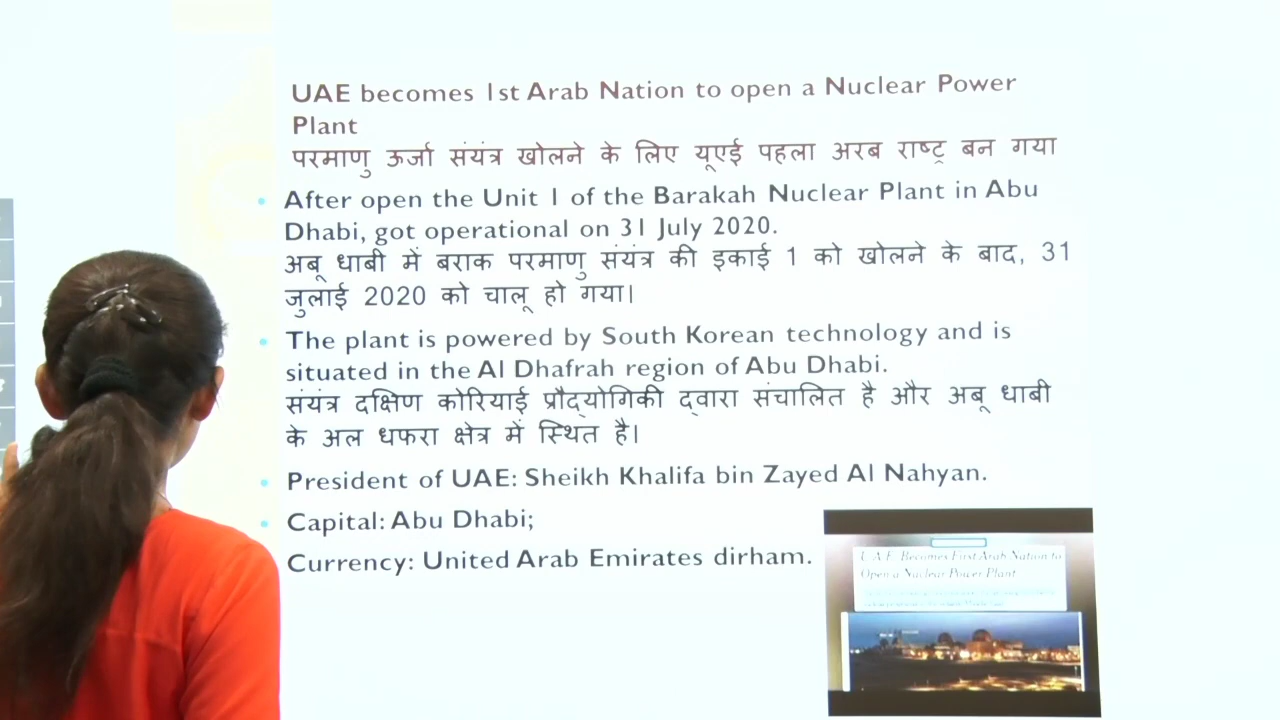 UAE becomes 1st Arab Nation to open a Nuclear Power
Plant
परमाणु ऊर्जा संयंत्र खोलने के लिए यूएई पहला अरब राष्ट्र बन गया
After open the Unit 1 of the Barakah Nuclear Plant in Abu
Dhabi, got operational on 31 July 2020.
अबू धाबी में बराक परमाणु संयंत्र की इकाई 1 को खोलने के बाद, 31
जुलाई 2020 को चालू हो गया।
The plant is powered by South Korean technology and is
situated in the Al Dhafrah region of Abu Dhabi.
संयंत्र दक्षिण कोरियाई प्रौद्योगिकी द्वारा संचालित है और अबू धाबी
के अल धफरा क्षेत्र में स्थित है।
President of UAE: Sheikh Khalifa bin Zayed Al Nahyan.
Capital: Abu Dhabi;
Currency: United Arab Emirates dirham.
U.A.E. Becomes First Arab Nation to
Open a Nuclear Power Plant